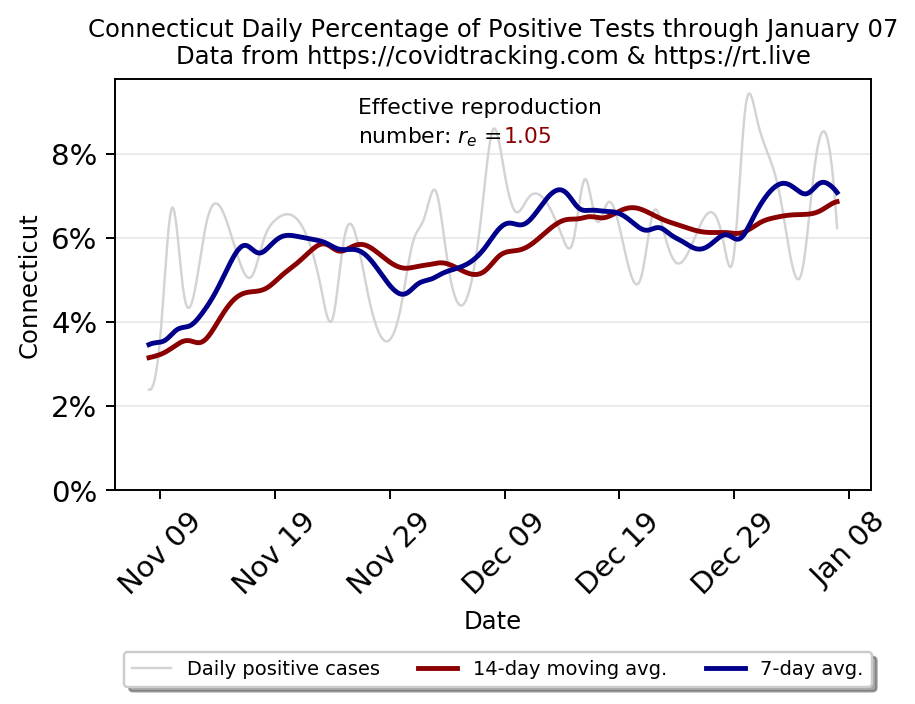 Connecticut Daily Percentage of Positive Tests through January 07
Data from https://covidtracking.com & https://rt.live
Effective reproduction
number: rₑ =1.05
8%
6%
4%
2%
0%
Connecticut
Nov 09
Nov 19
Nov 29
Dec 09
Dec 19
Dec 29
Jan 08
Date
Daily positive cases
14-day moving avg.
7-day avg.